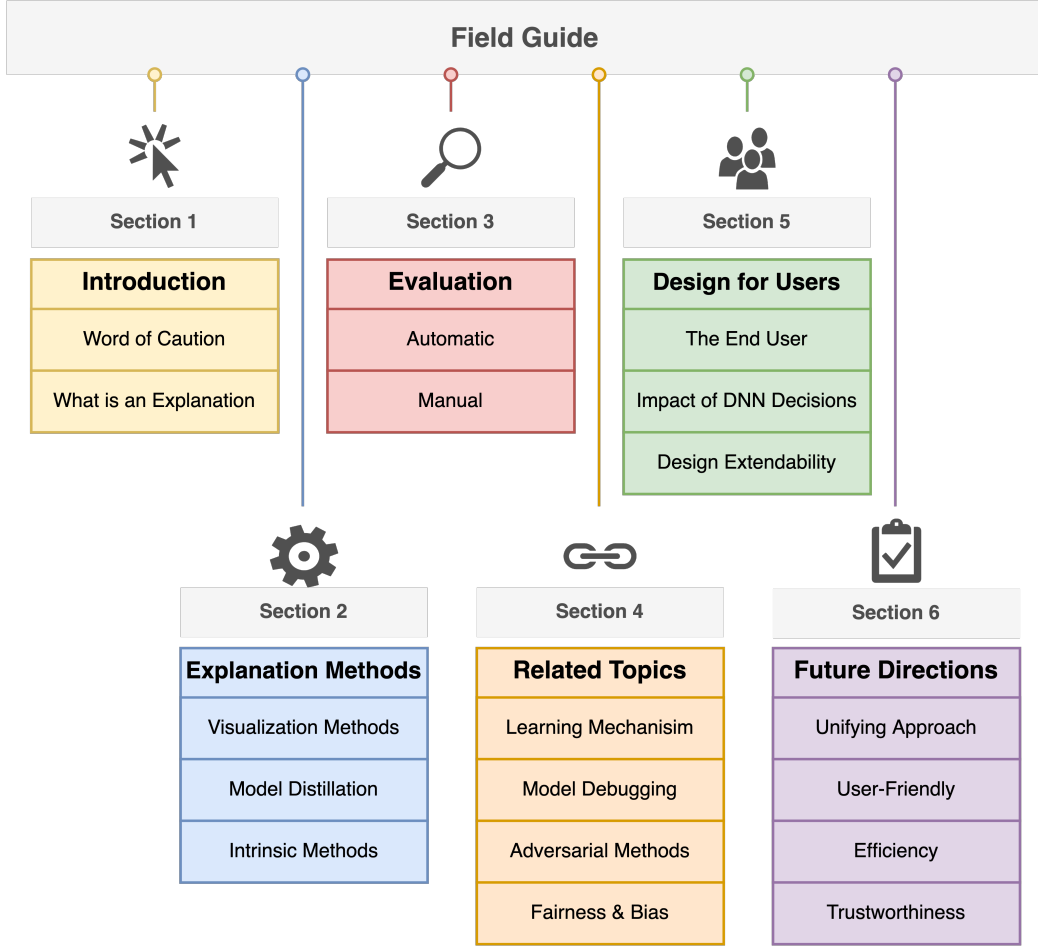 Field Guide
Section 1
Introduction
Word of Caution
What is an Explanation
Section 2
Explanation Methods
Visualization Methods
Model Distillation
Intrinsic Methods
Section 3
Evaluation
Automatic
Manual
Section 4
Related Topics
Learning Mechanisim
Model Debugging
Adversarial Methods
Fairness & Bias
Section 5
Design for Users
The End User
Impact of DNN Decisions
Design Extendability
Section 6
Future Directions
Unifying Approach
User-Friendly
Efficiency
Trustworthiness